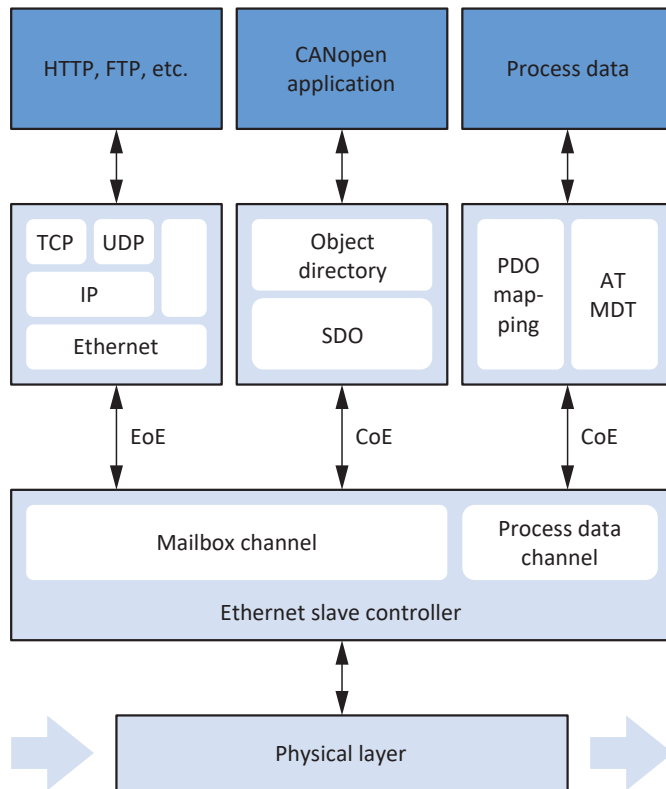 HTTP, FTP, etc.
CANopen
application
Process data
TCP
UDP
IP
Ethernet
Object
directory
SDO
PDO
map-
ping
AT
MDT
EoE
CoE
CoE
Mailbox channel
Process data
channel
Ethernet slave controller
Physical layer